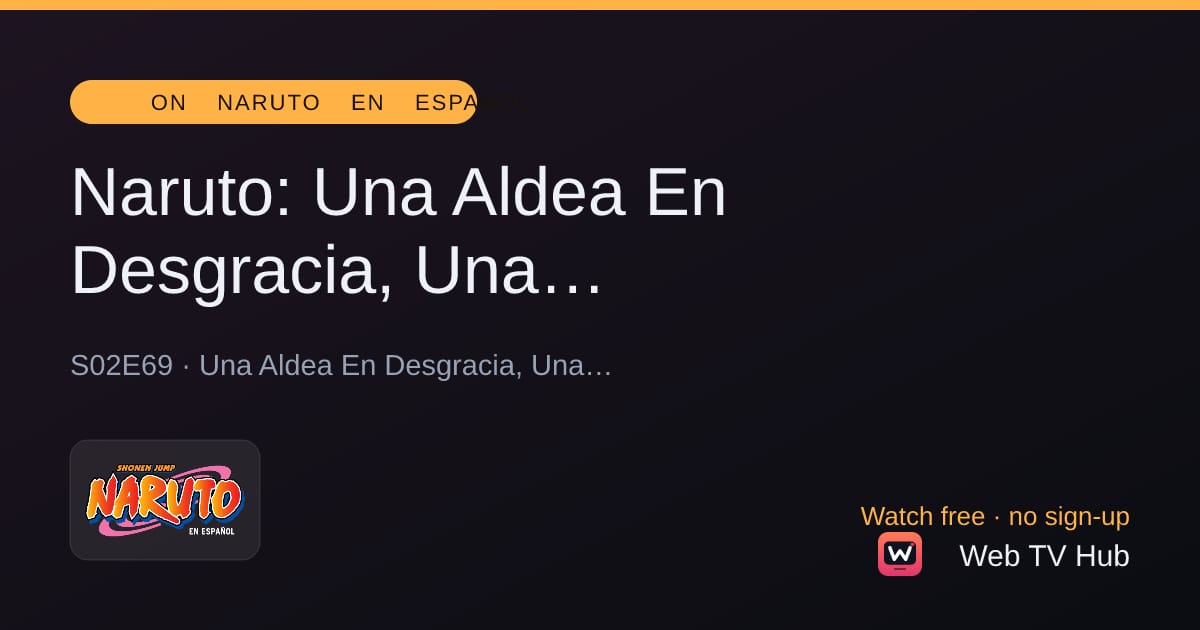 ON NARUTO EN ESPA
Naruto: Una Aldea En
Desgracia, Una…
S02E69 · Una Aldea En Desgracia, Una…
SHONEN JUMP
NARUTO
EN ESPAÑOL
Watch free · no sign-up
W
Web TV Hub